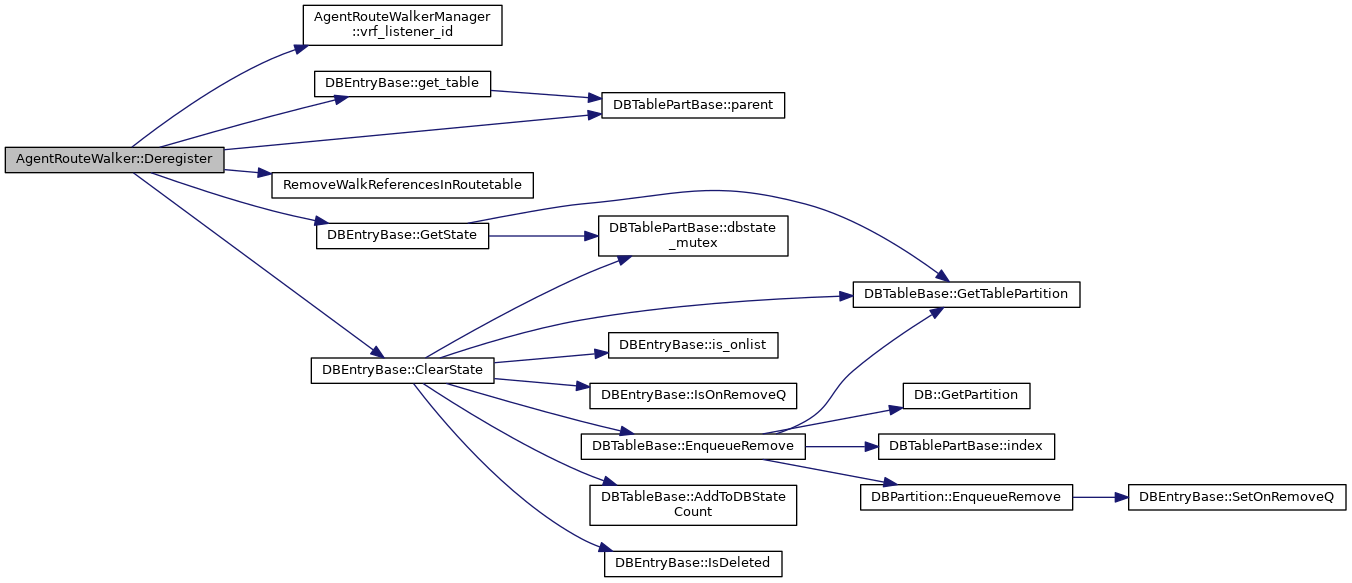 AgentRouteWalkerManager
::vrf_listener_id
DBEntryBase::get_table
DBTablePartBase::parent
AgentRouteWalker::Deregister
RemoveWalkReferencesInRoutetable
DBEntryBase::GetState
DBTablePartBase::dbstate
_mutex
DBTableBase::GetTablePartition
DBEntryBase::is_onlist
DBEntryBase::ClearState
DBEntryBase::IsOnRemoveQ
DB::GetPartition
DBTableBase::EnqueueRemove
DBTablePartBase::index
DBTableBase::AddToDBState
Count
DBPartition::EnqueueRemove
DBEntryBase::SetOnRemoveQ
DBEntryBase::IsDeleted